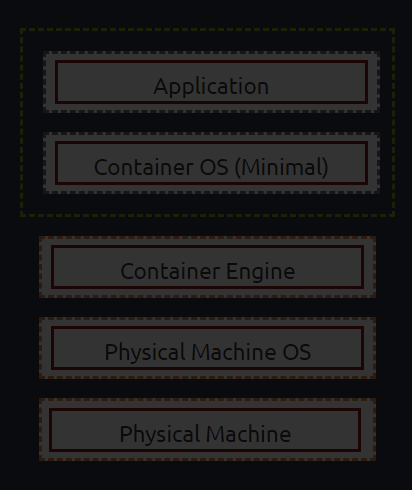 Application
Container OS (Minimal)
Container Engine
Physical Machine OS
Physical Machine